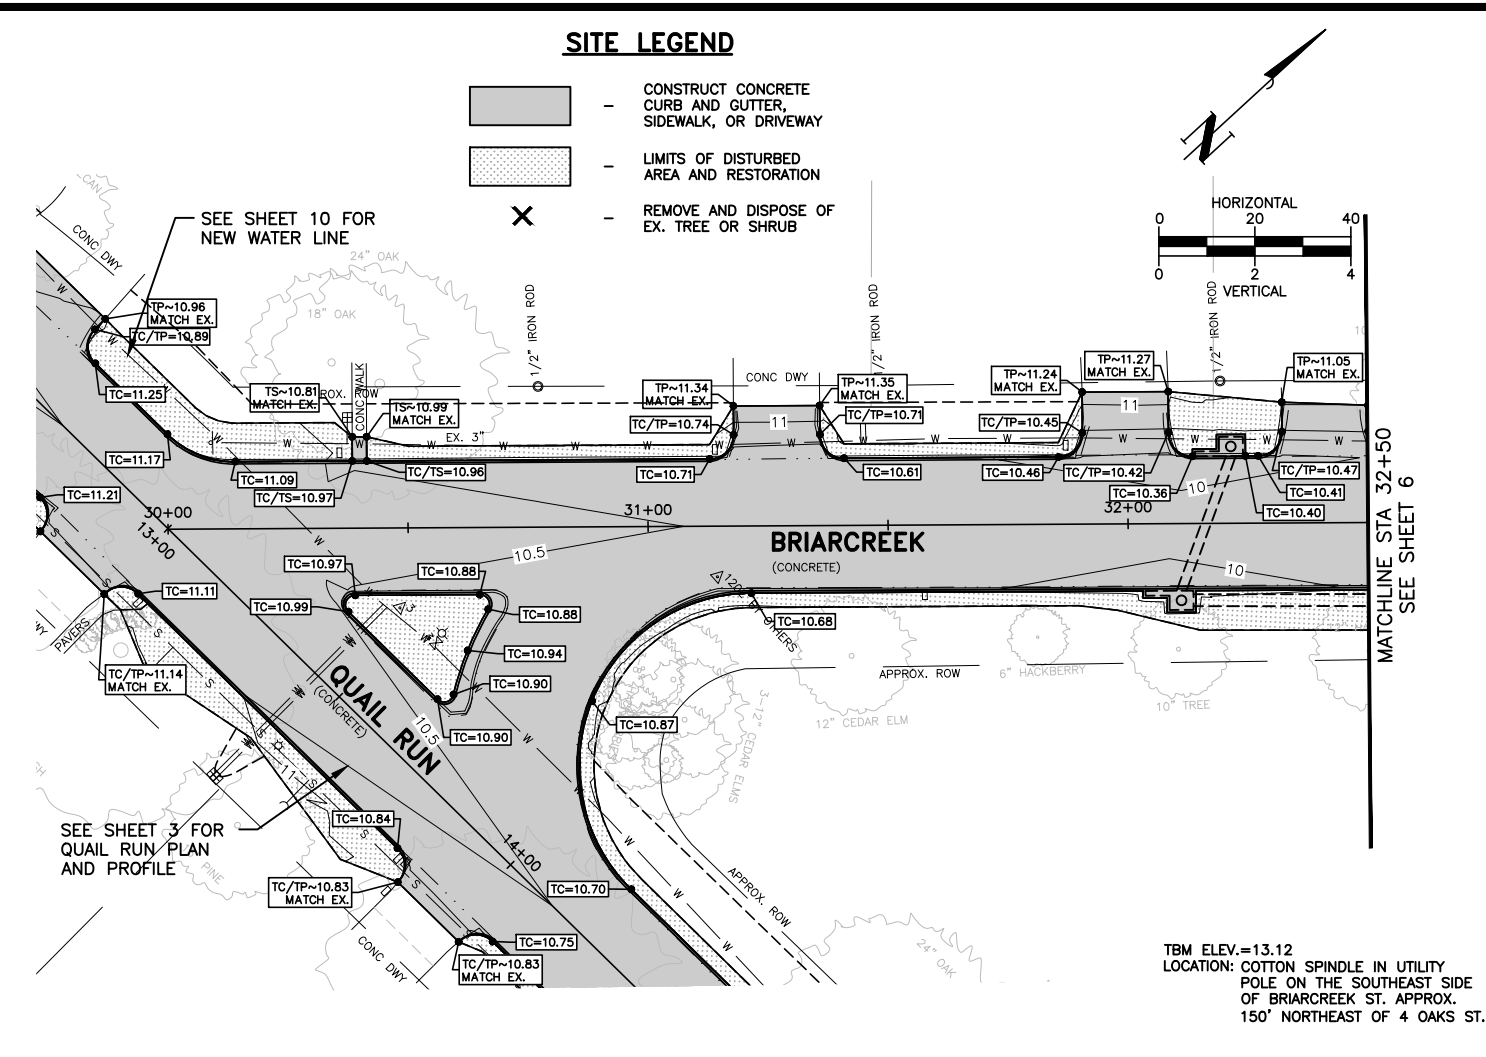 SITE LEGEND
CONSTRUCT CONCRETE
CURB AND GUTTER,
SIDEWALK, OR DRIVEWAY
LIMITS OF DISTURBED
AREA AND RESTORATION
REMOVE AND DISPOSE OF
EX. TREE OR SHRUB
N
HORIZONTAL
0 20 40
0 2 4
VERTICAL
SEE SHEET 10 FOR
NEW WATER LINE
CONC DWY
24" OAK
18" OAK
1/2" IRON ROD
1/2" IRON ROD
1/2" IRON ROD
TP~10.96
MATCH EX.
TC/TP=10.89
TC=11.25
TC=11.17
TC=11.09
TS~10.81
MATCH EX.
CONC WALK
TS~10.99
MATCH EX.
EX. 3"
TC/TS=10.97
TC/TS=10.96
TP~11.34
MATCH EX.
TC/TP=10.74
TC=10.71
CONC DWY
11
TP~11.35
MATCH EX.
TC/TP=10.71
TC=10.61
TP~11.24
MATCH EX.
TC/TP=10.45
TC=10.46
TP~11.27
MATCH EX.
11
TC/TP=10.42
TC=10.36
TP~11.05
MATCH EX.
TC/TP=10.47
TC=10.41
TC=10.40
10
MATCHLINE STA 32+50
SEE SHEET 6
TC=11.21
30+00
13+00
31+00
32+00
BRIARCREEK
(CONCRETE)
10.5
10
TC=10.97
TC=10.88
TC=10.99
TC=10.88
TC=10.94
TC=10.90
TC=10.90
TC=11.11
PAVERS
TC/TP~11.14
MATCH EX.
QUAIL RUN
(CONCRETE)
10.5
TC=10.68
TC=10.87
APPROX. ROW
6" HACKBERRY
10" TREE
12" CEDAR ELM
3-12" CEDAR ELMS
SEE SHEET 3 FOR
QUAIL RUN PLAN
AND PROFILE
PINE
11
TC=10.84
14+00
TC/TP~10.83
MATCH EX.
TC=10.70
APPROX. ROW
CONC DWY
TC=10.75
TC/TP~10.83
MATCH EX.
24" OAK
TBM ELEV.=13.12
LOCATION: COTTON SPINDLE IN UTILITY
POLE ON THE SOUTHEAST SIDE
OF BRIARCREEK ST. APPROX.
150' NORTHEAST OF 4 OAKS ST.